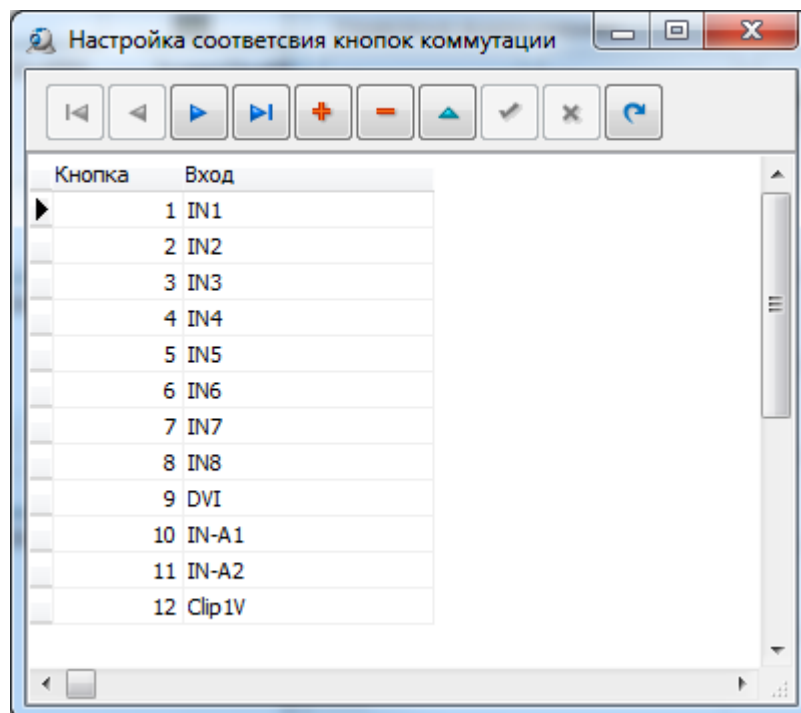 Настройка соответсвия кнопок коммутации
Кнопка Вход
1 IN1
2 IN2
3 IN3
4 IN4
5 IN5
6 IN6
7 IN7
8 IN8
9 DVI
10 IN-A1
11 IN-A2
12 Clip1V